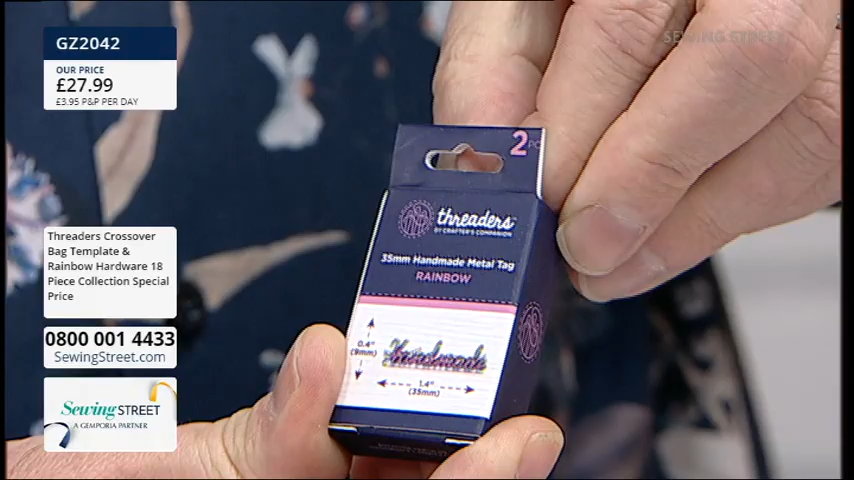 GZ2042
OUR PRICE
£27.99
£3.95 P&P PER DAY
Threaders Crossover
Bag Template &
Rainbow Hardware 18
Piece Collection Special
Price
0800 001 4433
SewingStreet.com
Sewing STREET
A GEMPORIA PARTNER
SEWING STREET
2PC
threaders
BY CRAFTER'S COMPANION
35mm Handmade Metal Tag
RAINBOW
0.4"
(9mm)
Handmade
1.4"
(35mm)